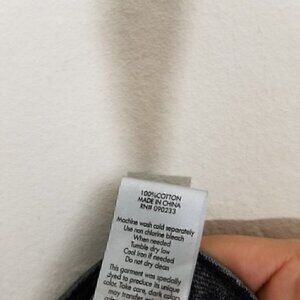 100%COTTON
MADE IN CHINA
RN# 090233
Machine wash cold separately
Use non chlorine bleach
When needed
Tumble dry low
Cool iron if needed
Do not dry clean
This garment was specially
dyed to produce its unique
color. Take care, dark colors
may transfer